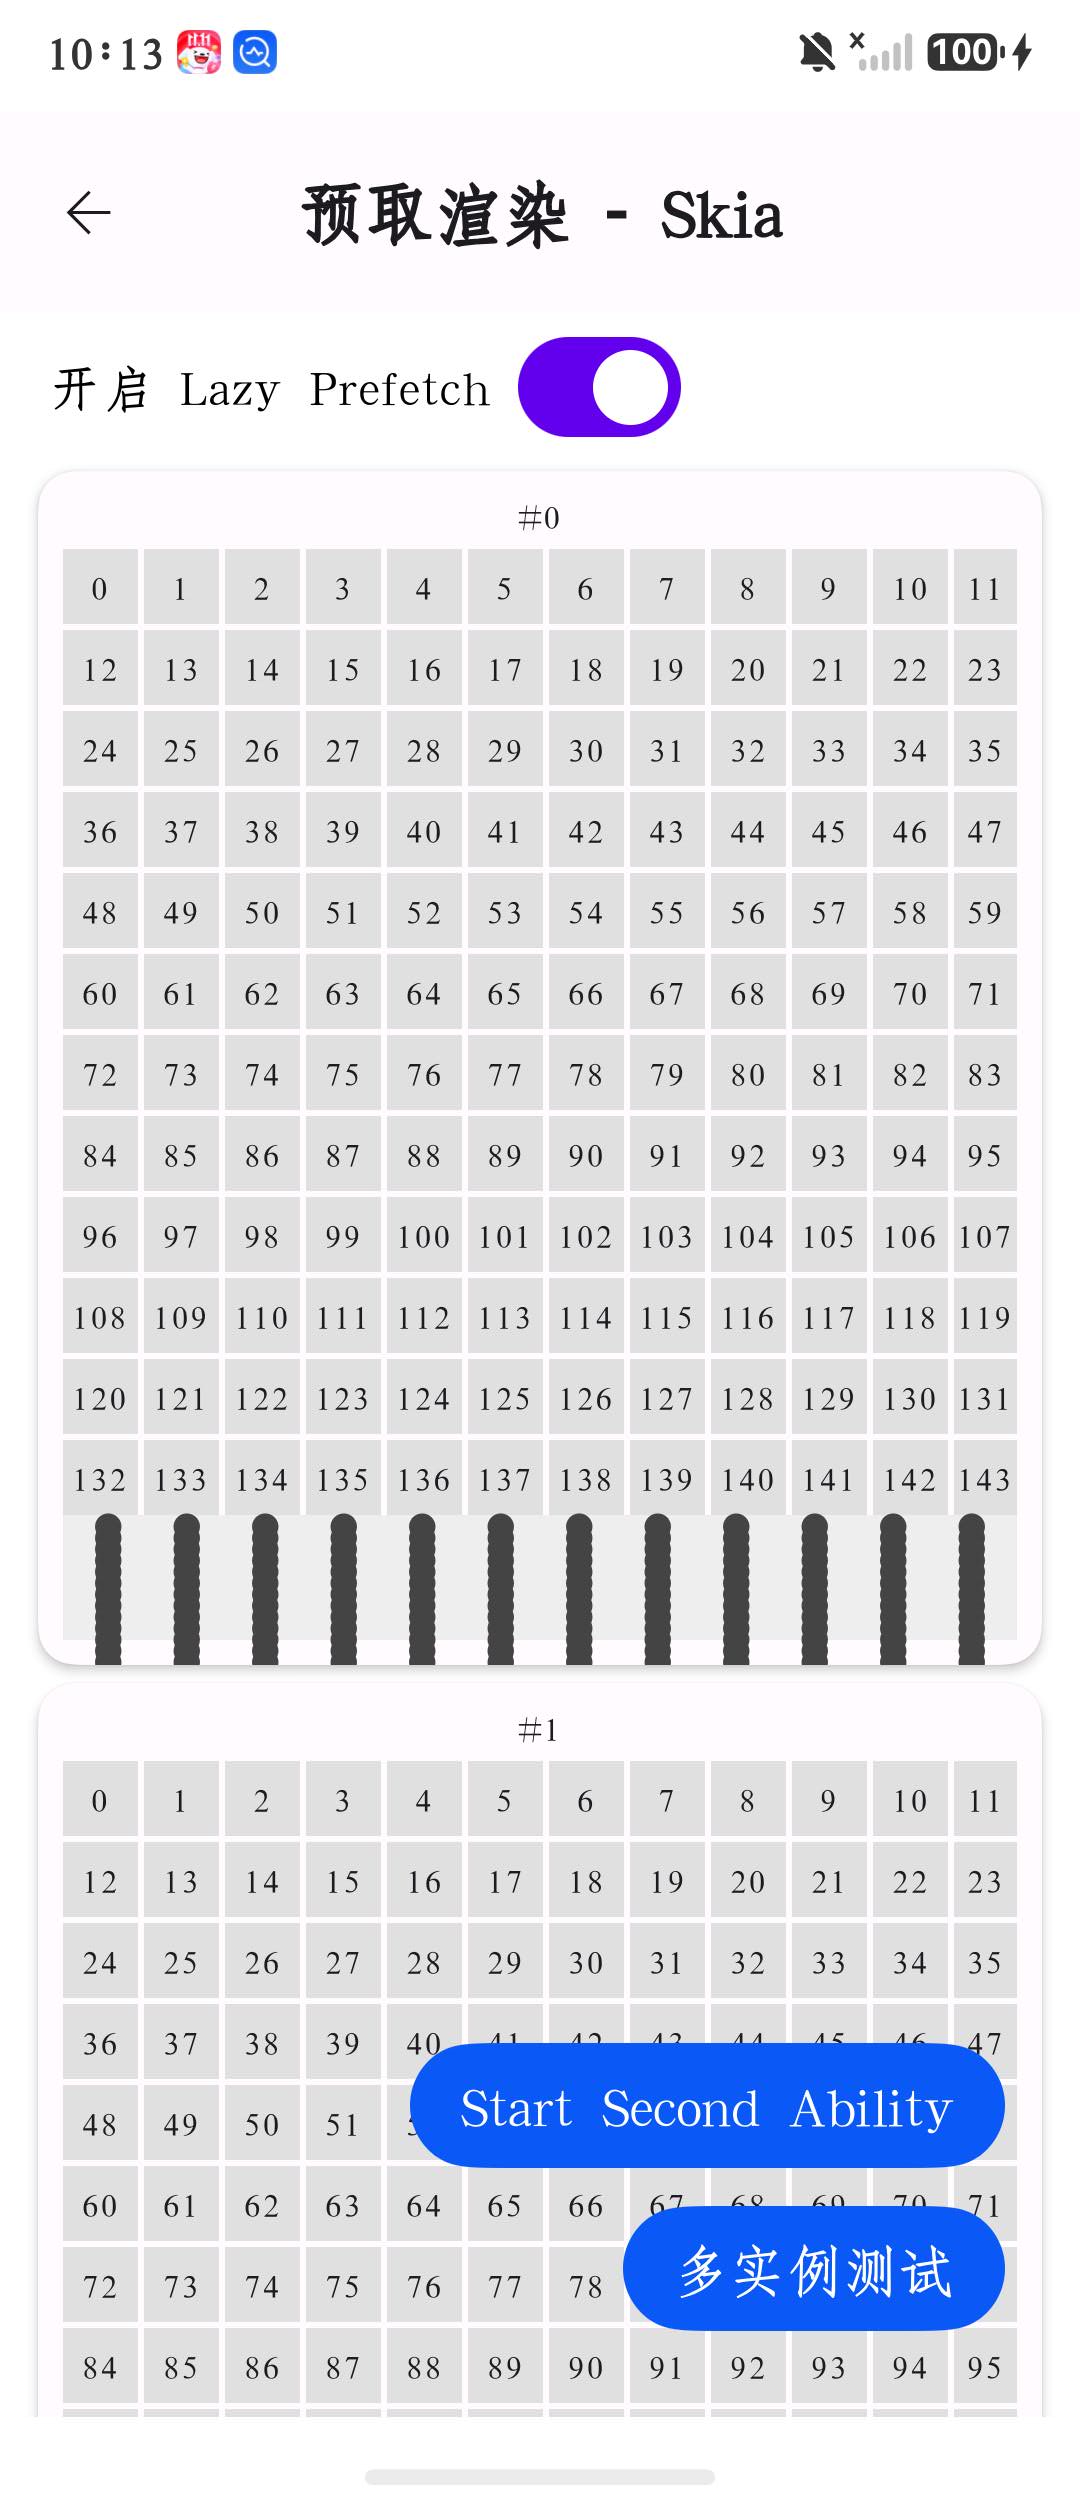 10:13
100
预取渲染 - Skia
开启 Lazy Prefetch
#0
0 1 2 3 4 5 6 7 8 9 10 11
12 13 14 15 16 17 18 19 20 21 22 23
24 25 26 27 28 29 30 31 32 33 34 35
36 37 38 39 40 41 42 43 44 45 46 47
48 49 50 51 52 53 54 55 56 57 58 59
60 61 62 63 64 65 66 67 68 69 70 71
72 73 74 75 76 77 78 79 80 81 82 83
84 85 86 87 88 89 90 91 92 93 94 95
96 97 98 99 100 101 102 103 104 105 106 107
108 109 110 111 112 113 114 115 116 117 118 119
120 121 122 123 124 125 126 127 128 129 130 131
132 133 134 135 136 137 138 139 140 141 142 143
#1
0 1 2 3 4 5 6 7 8 9 10 11
12 13 14 15 16 17 18 19 20 21 22 23
24 25 26 27 28 29 30 31 32 33 34 35
36 37 38 39 40 41 42 43 44 45 46 47
Start Second Ability
48 49 50 51
60 61 62 63 64 65 66 67 68 69 70 71
多实例测试
72 73 74 75 76 77 78
84 85 86 87 88 89 90 91 92 93 94 95